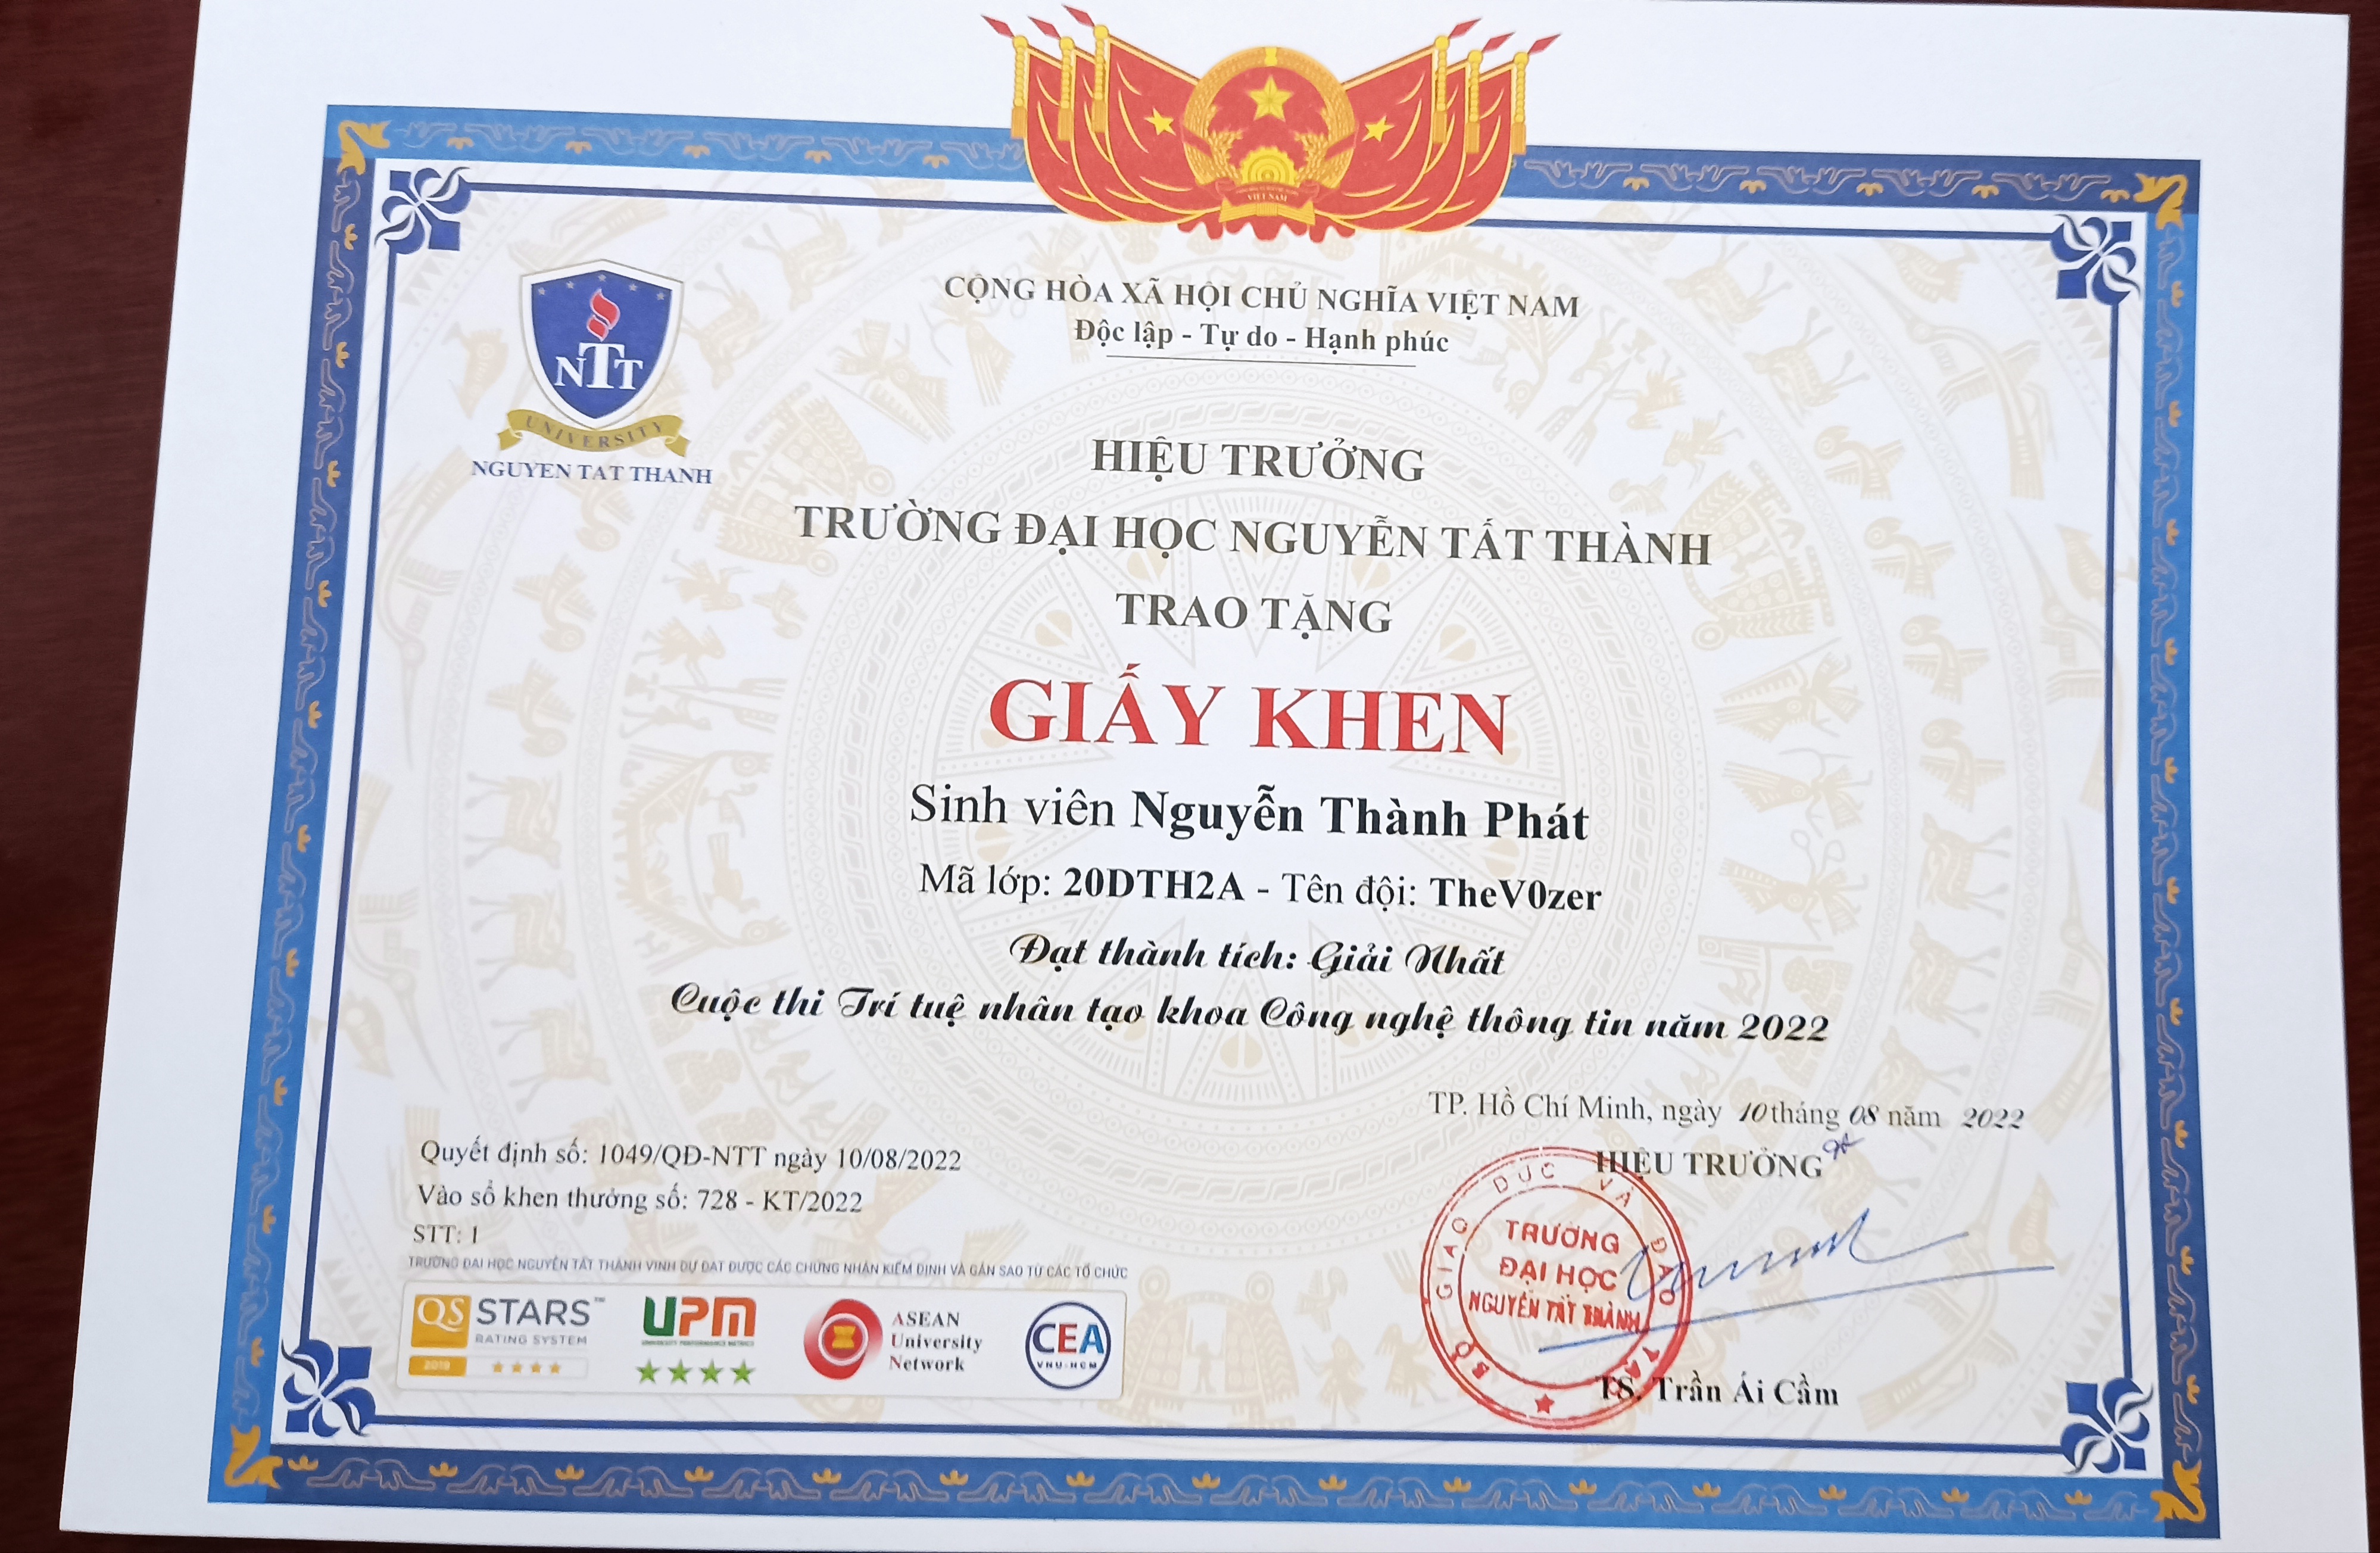 VIỆT NAM
CỘNG HÒA XÃ HỘI CHỦ NGHĨA VIỆT NAM
Độc lập - Tự do - Hạnh phúc
NTT
UNIVERSITY
NGUYEN TAT THANH
HIỆU TRƯỞNG
TRƯỜNG ĐẠI HỌC NGUYỄN TẤT THÀNH
TRAO TẶNG
GIẤY KHEN
Sinh viên Nguyễn Thành Phát
Mã lớp: 20DTH2A - Tên đội: TheV0zer
Đạt thành tích: Giải Nhất
Cuộc thi Trí tuệ nhân tạo khoa Công nghệ thông tin năm 2022
TP. Hồ Chí Minh, ngày 10 tháng 08 năm 2022
HIỆU TRƯỞNG
BỘ GIÁO DỤC VÀ ĐÀO TẠO
TRƯỜNG
ĐẠI HỌC
NGUYỄN TẤT THÀNH
TS. Trần Ái Cầm
Quyết định số: 1049/QĐ-NTT ngày 10/08/2022
Vào sổ khen thưởng số: 728 - KT/2022
STT: 1
TRƯỜNG ĐẠI HỌC NGUYỄN TẤT THÀNH VINH DỰ ĐẠT ĐƯỢC CÁC CHỨNG NHẬN KIỂM ĐỊNH VÀ GẮN SAO TỪ CÁC TỔ CHỨC
QS STARS™
RATING SYSTEM
2019
UPM
UNIVERSITY PERFORMANCE METRICS
ASEAN
University
Network
CEA
VNU-HCM